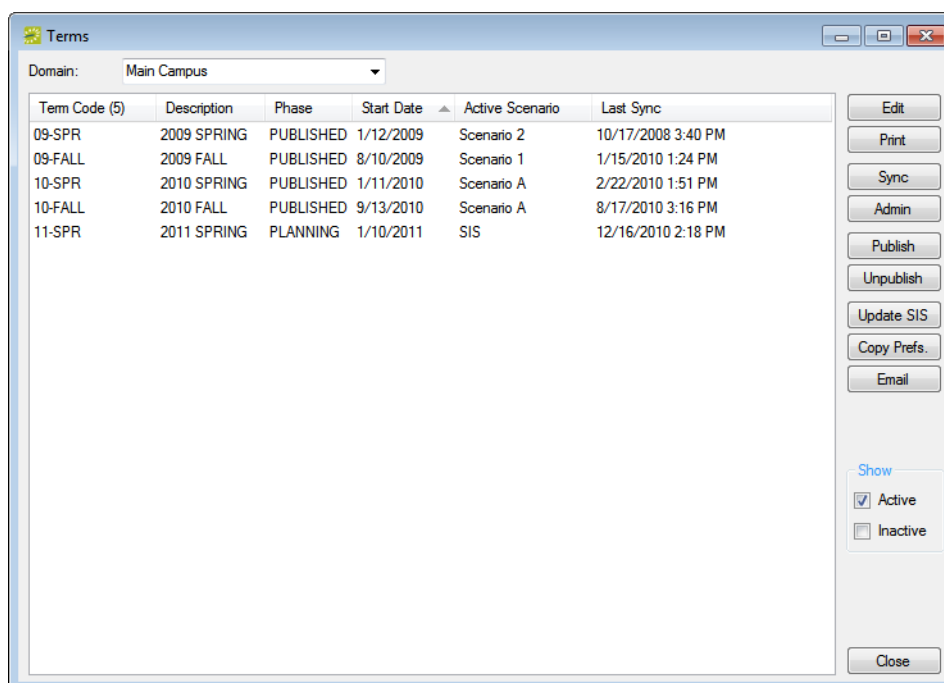 Terms
Domain: Main Campus
Term Code (5) Description Phase Start Date Active Scenario Last Sync
09-SPR 2009 SPRING PUBLISHED 1/12/2009 Scenario 2 10/17/2008 3:40 PM
09-FALL 2009 FALL PUBLISHED 8/10/2009 Scenario 1 1/15/2010 1:24 PM
10-SPR 2010 SPRING PUBLISHED 1/11/2010 Scenario A 2/22/2010 1:51 PM
10-FALL 2010 FALL PUBLISHED 9/13/2010 Scenario A 8/17/2010 3:16 PM
11-SPR 2011 SPRING PLANNING 1/10/2011 SIS 12/16/2010 2:18 PM
Edit
Print
Sync
Admin
Publish
Unpublish
Update SIS
Copy Prefs.
Email
Show
Active
Inactive
Close